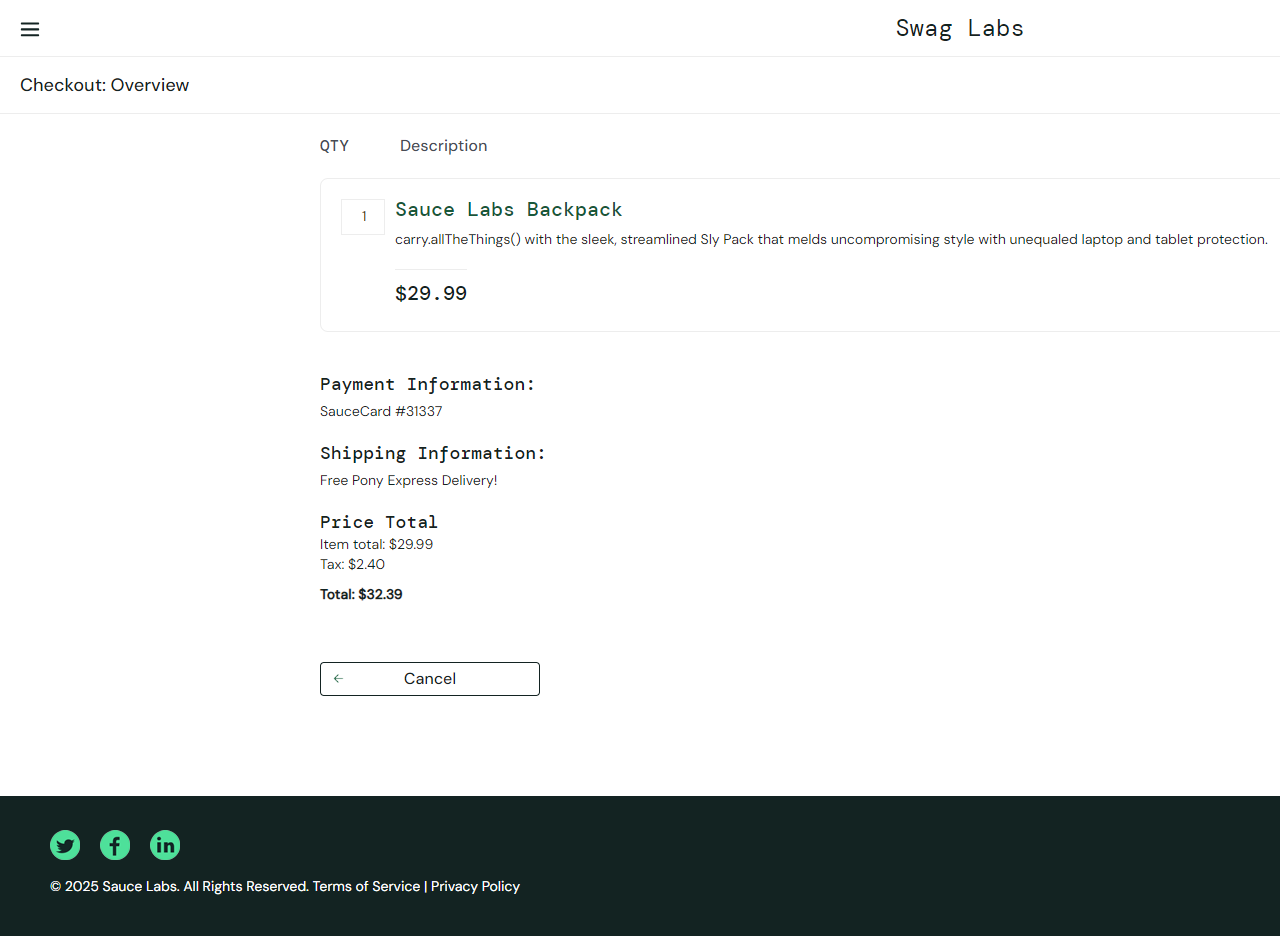 Swag Labs
Checkout: Overview
QTY Description
1 Sauce Labs Backpack
carry.allTheThings() with the sleek, streamlined Sly Pack that melds uncompromising style with unequaled laptop and tablet protection.
$29.99
Payment Information:
SauceCard #31337
Shipping Information:
Free Pony Express Delivery!
Price Total
Item total: $29.99
Tax: $2.40
Total: $32.39
Cancel
© 2025 Sauce Labs. All Rights Reserved. Terms of Service | Privacy Policy